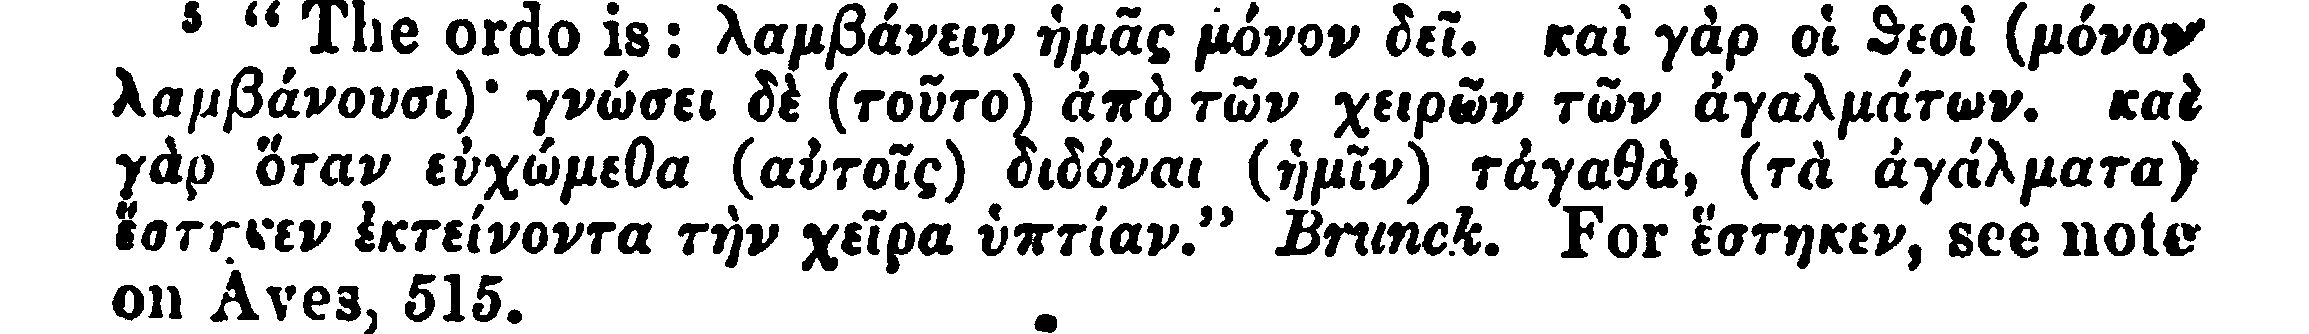 ⁵ “The ordo is: λαμβάνειν ἡμᾶς μόνον δεῖ. καὶ γὰρ οἱ ϑεοὶ (μόνον
λαμβάνουσι)· γνώσει δὲ (τοῦτο) ἀπὸ τῶν χειρῶν τῶν ἀγαλμάτων. καὶ
γὰρ ὅταν εὐχώμεθα (αὐτοῖς) διδόναι (ἡμῖν) τἀγαθὰ, (τὰ ἀγάλματα)
ἕστηκεν ἐκτείνοντα τὴν χεῖρα ὑπτίαν.” Brunck. For ἕστηκεν, see note
on Aves, 515.